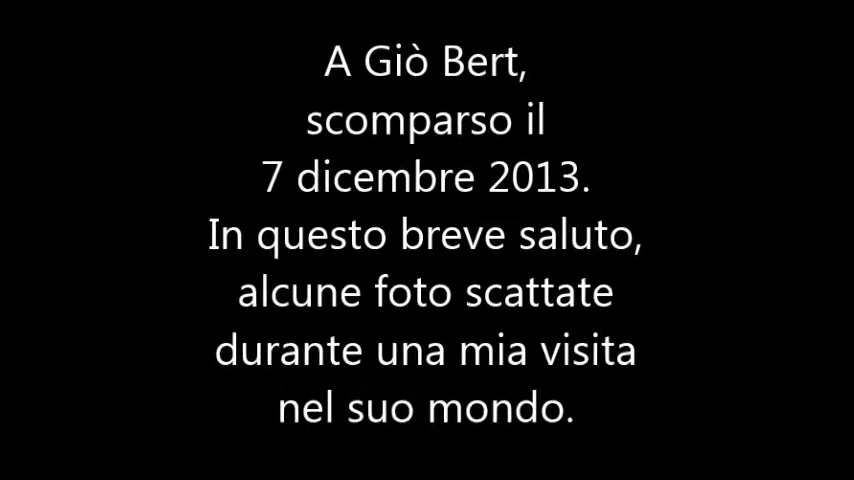 A Giò Bert,
scomparso il
7 dicembre 2013.
In questo breve saluto,
alcune foto scattate
durante una mia visita
nel suo mondo.